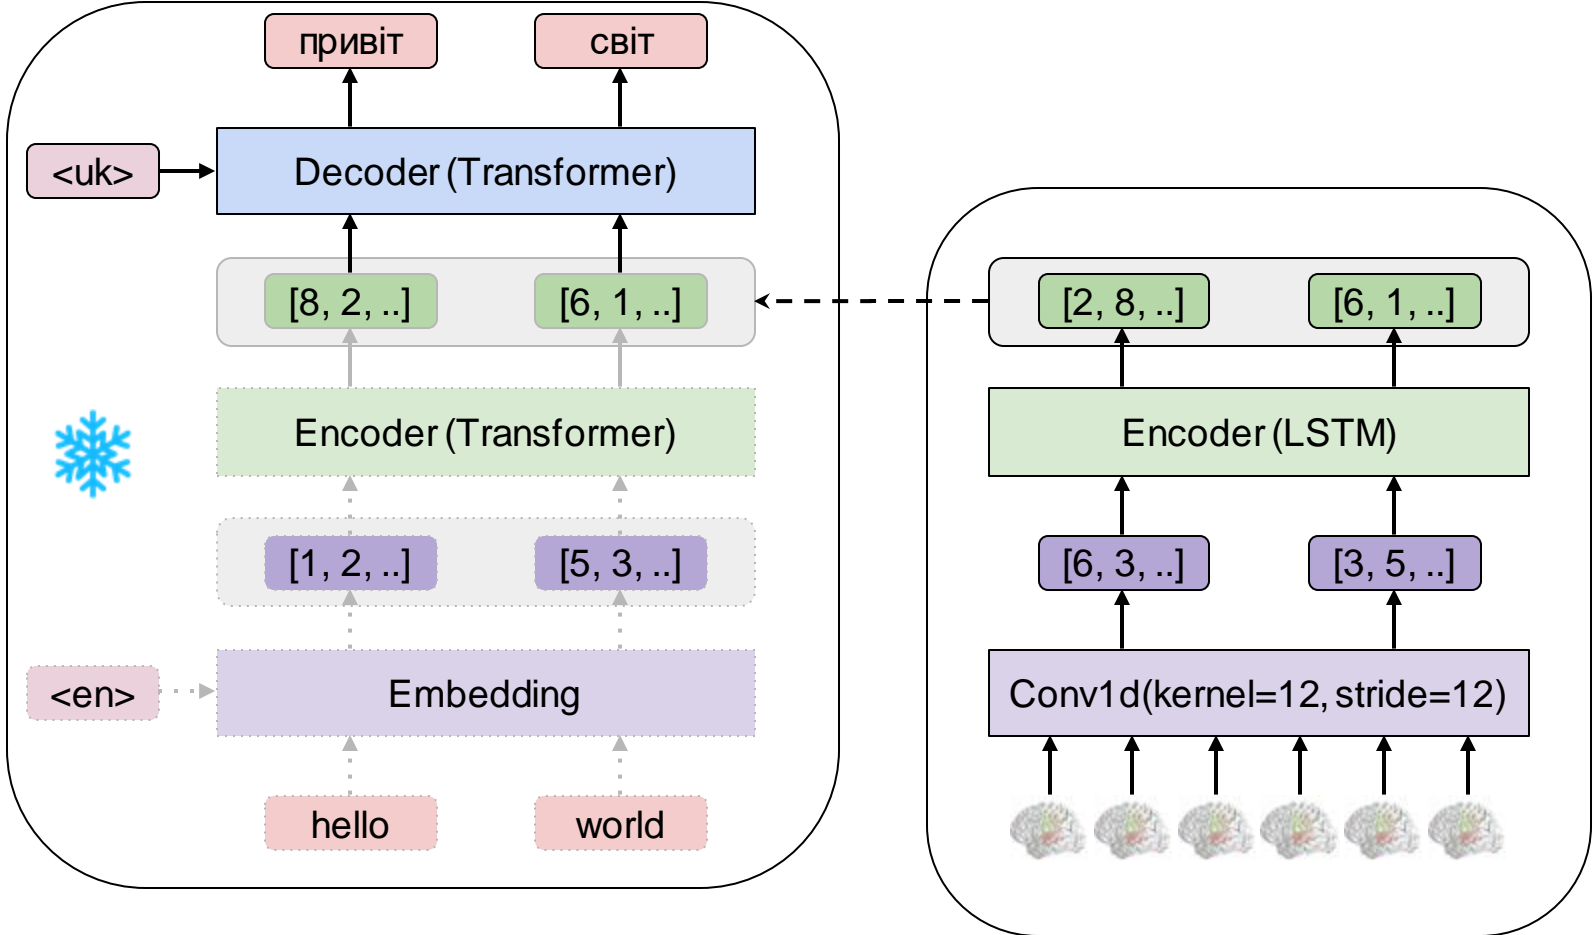 привіт
світ
<uk>
Decoder (Transformer)
[8, 2, ..]
[6, 1, ..]
Encoder (Transformer)
[1, 2, ..]
[5, 3, ..]
<en>
Embedding
hello
world
[2, 8, ..]
[6, 1, ..]
Encoder (LSTM)
[6, 3, ..]
[3, 5, ..]
Conv1d(kernel=12, stride=12)